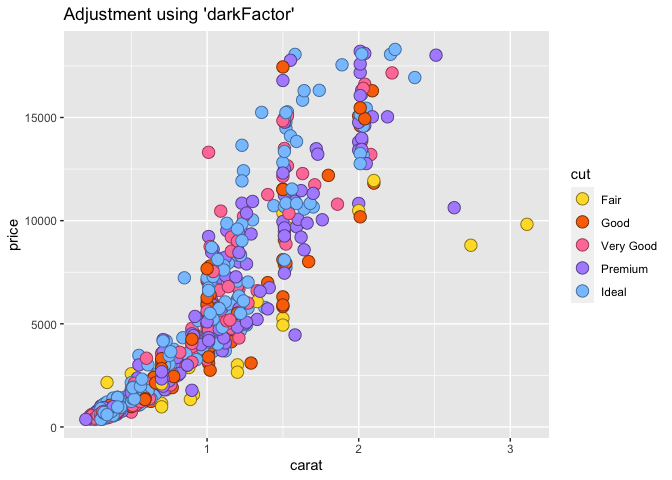 Adjustment using 'darkFactor'
15000
10000
5000
0
price
1
2
3
carat
cut
Fair
Good
Very Good
Premium
Ideal